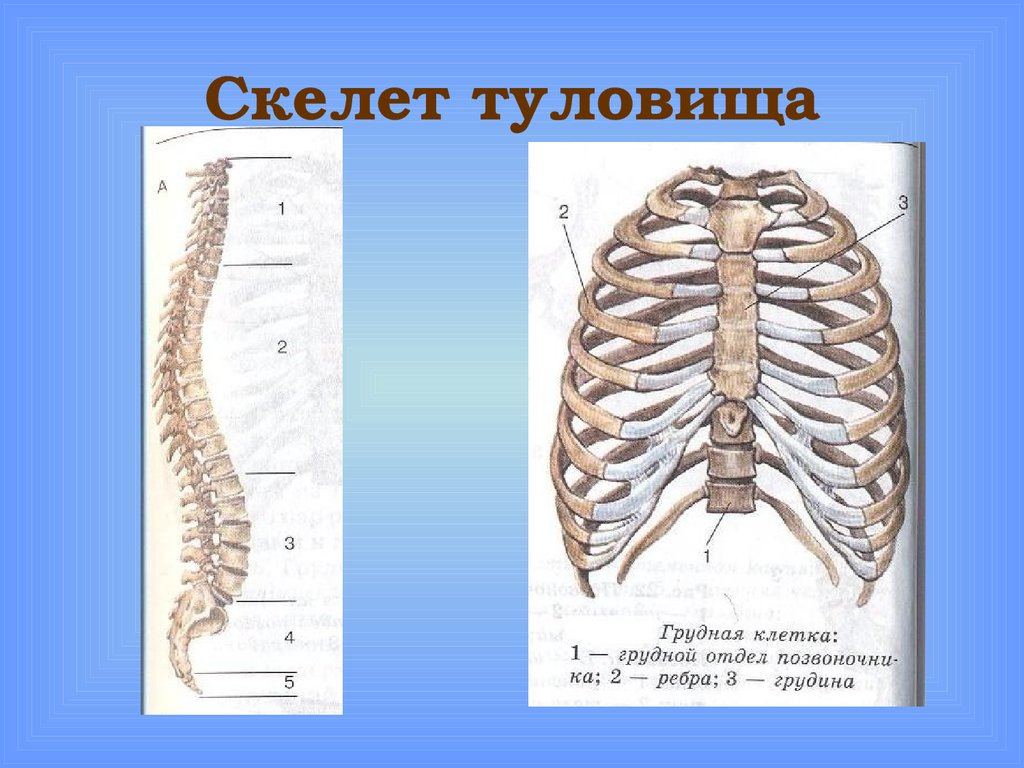 Скелет туловища
А
1
2
3
4
5
2
3
1
Грудная клетка:
1 — грудной отдел позвоночни-
ка; 2 — ребра; 3 — грудина